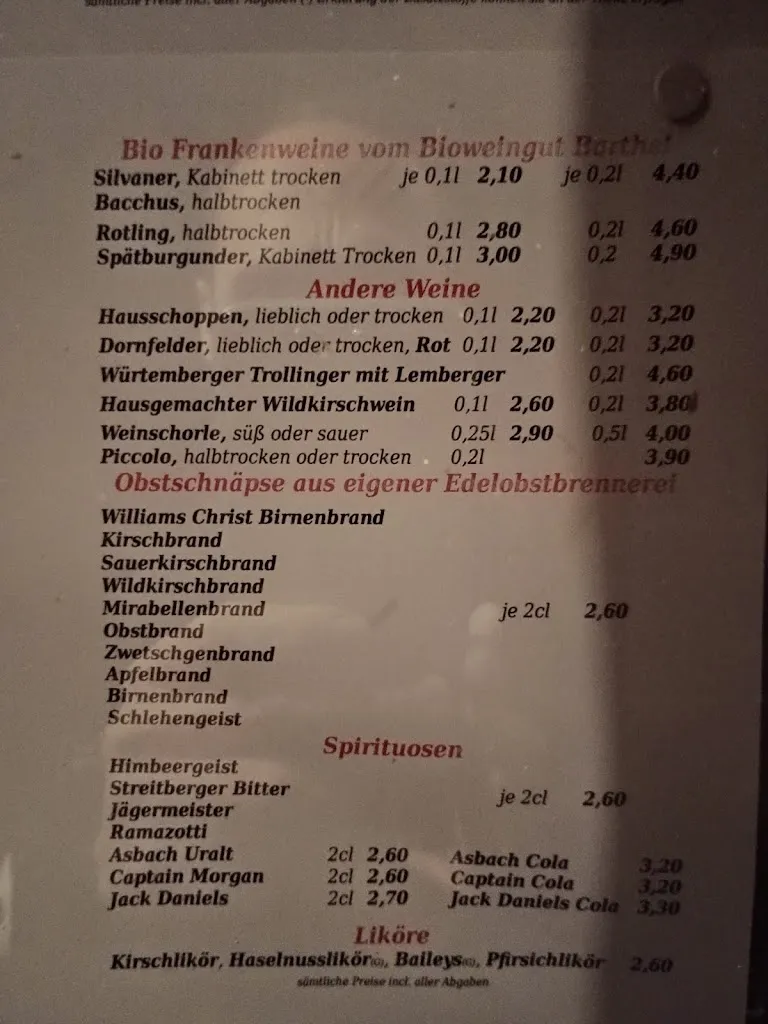 sämtliche Preise incl. aller Abgaben
Bio Frankenweine vom Bioweingut Barthel
Silvaner, Kabinett trocken je 0,1l 2,10 je 0,2l 4,40
Bacchus, halbtrocken
Rotling, halbtrocken 0,1l 2,80 0,2l 4,60
Spätburgunder, Kabinett Trocken 0,1l 3,00 0,2 4,90
Andere Weine
Hausschoppen, lieblich oder trocken 0,1l 2,20 0,2l 3,20
Dornfelder, lieblich oder trocken, Rot 0,1l 2,20 0,2l 3,20
Würtemberger Trollinger mit Lemberger 0,2l 4,60
Hausgemachter Wildkirschwein 0,1l 2,60 0,2l 3,80
Weinschorle, süß oder sauer 0,25l 2,90 0,5l 4,00
Piccolo, halbtrocken oder trocken 0,2l 3,90
Obstschnäpse aus eigener Edelobstbrennerei
Williams Christ Birnenbrand
Kirschbrand
Sauerkirschbrand
Wildkirschbrand
Mirabellenbrand je 2cl 2,60
Obstbrand
Zwetschgenbrand
Apfelbrand
Birnenbrand
Schlehengeist
Spirituosen
Himbeergeist
Streitberger Bitter je 2cl 2,60
Jägermeister
Ramazotti
Asbach Uralt 2cl 2,60 Asbach Cola 3,20
Captain Morgan 2cl 2,60 Captain Cola 3,20
Jack Daniels 2cl 2,70 Jack Daniels Cola 3,30
Liköre
Kirschlikör, Haselnusslikör, Baileys, Pfirsichlikör 2,60
sämtliche Preise incl. aller Abgaben